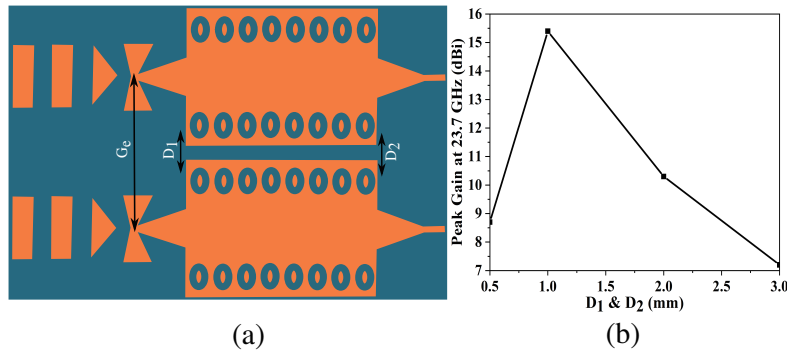 Ge
D1
D2
Peak Gain at 23.7 GHz (dBi)
16
15
14
13
12
11
10
9
8
7
0.5 1.0 1.5 2.0 2.5 3.0
D1 & D2 (mm)
(a)
(b)
(b)